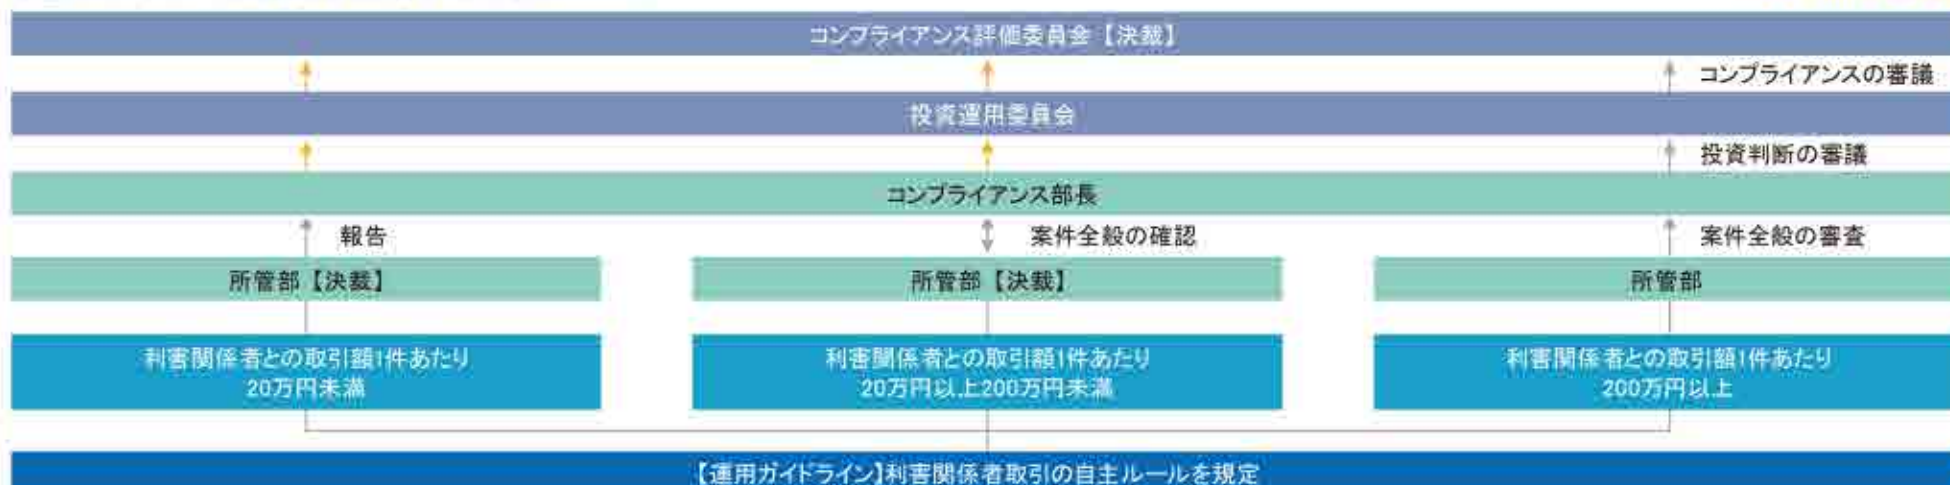 コンプライアンス評価委員会【決裁】
コンプライアンスの審議
投資運用委員会
投資判断の審議
コンプライアンス部長
報告
案件全般の確認
案件全般の審査
所管部【決裁】
所管部【決裁】
所管部
利害関係者との取引額1件あたり
20万円未満
利害関係者との取引額1件あたり
20万円以上200万円未満
利害関係者との取引額1件あたり
200万円以上
【運用ガイドライン】利害関係者取引の自主ルールを規定